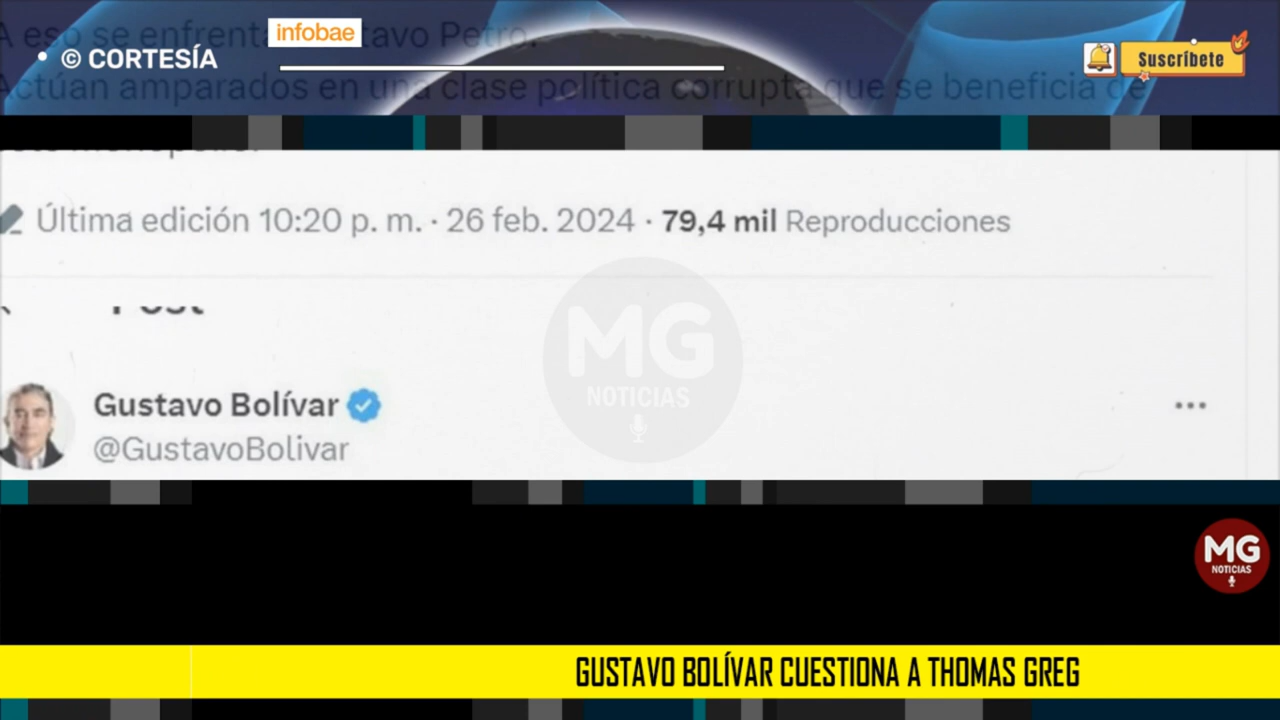 A eso se enfrenta Gustavo Petro.
infobae
© CORTESÍA
Suscríbete
Actúan amparados en una clase política corrupta que se beneficia de
Última edición 10:20 p. m. · 26 feb. 2024 · 79,4 mil Reproducciones
Post
MG
NOTICIAS
Gustavo Bolívar
@GustavoBolivar
MG
NOTICIAS
GUSTAVO BOLÍVAR CUESTIONA A THOMAS GREG